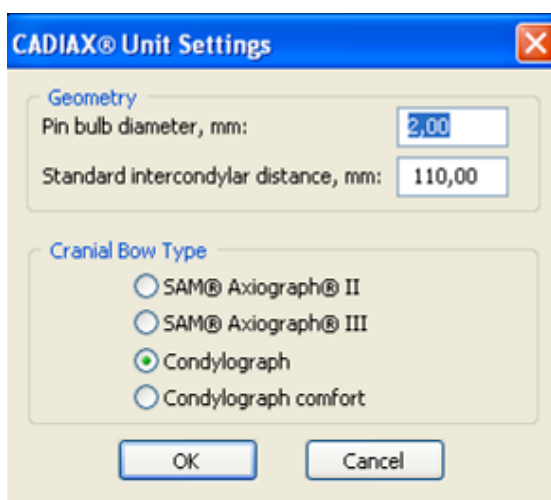 CADIAX® Unit Settings
Geometry
Pin bulb diameter, mm: 2,00
Standard intercondylar distance, mm: 110,00
Cranial Bow Type
SAM® Axiograph® II
SAM® Axiograph® III
Condylograph
Condylograph comfort
OK Cancel